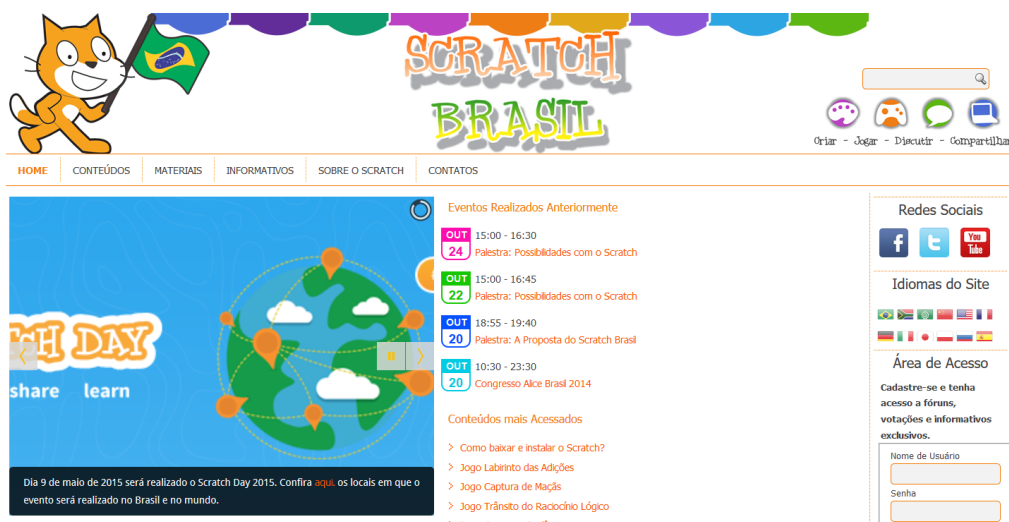 SCRATCH
BRASIL
Criar - Jogar - Discutir - Compartilhar
HOME CONTEÚDOS MATERIAIS INFORMATIVOS SOBRE O SCRATCH CONTATOS
DAY
share learn
Dia 9 de maio de 2015 será realizado o Scratch Day 2015. Confira aqui. os locais em que o
evento será realizado no Brasil e no mundo.
Eventos Realizados Anteriormente
OUT 15:00 - 16:30
24 Palestra: Possibilidades com o Scratch
OUT 15:00 - 16:45
22 Palestra: Possibilidades com o Scratch
OUT 18:55 - 19:40
20 Palestra: A Proposta do Scratch Brasil
OUT 10:30 - 23:30
20 Congresso Alice Brasil 2014
Conteúdos mais Acessados
> Como baixar e instalar o Scratch?
> Jogo Labirinto das Adições
> Jogo Captura de Maçãs
> Jogo Trânsito do Raciocínio Lógico
Redes Sociais
f t You
Tube
Idiomas do Site
Área de Acesso
Cadastre-se e tenha
acesso a fóruns,
votações e informativos
exclusivos.
Nome de Usuário
Senha